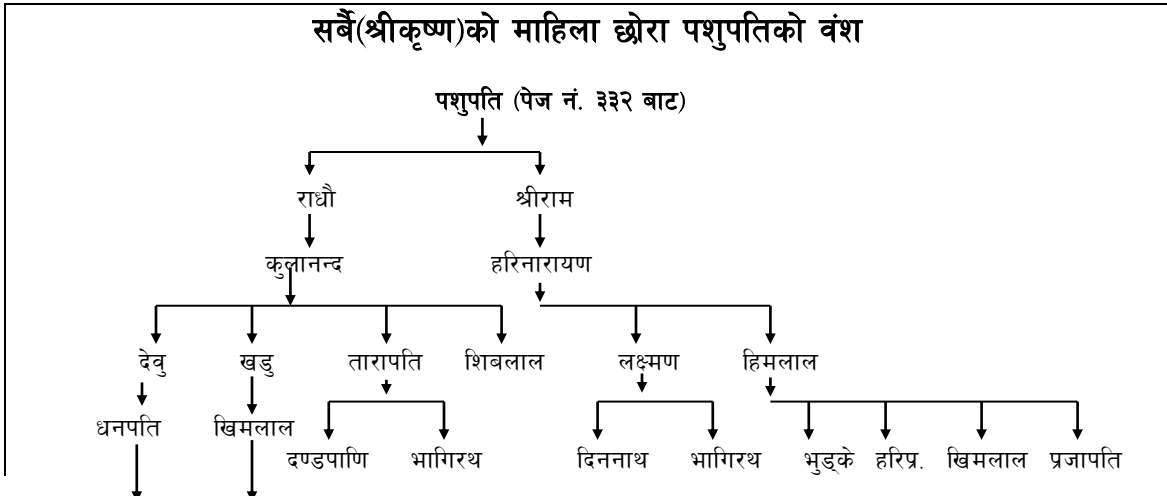 सर्बै(श्रीकृष्ण)को माहिला छोरा पशुपतिको वंश
पशुपति (पेज नं. ३३२ बाट)
राधौ श्रीराम
कुलानन्द हरिनारायण
देवु खडु तारापति शिबलाल लक्ष्मण हिमलाल
धनपति खिमलाल
दण्डपाणि भागिरथ दिननाथ भागिरथ भुड्के हरिप्र. खिमलाल प्रजापति